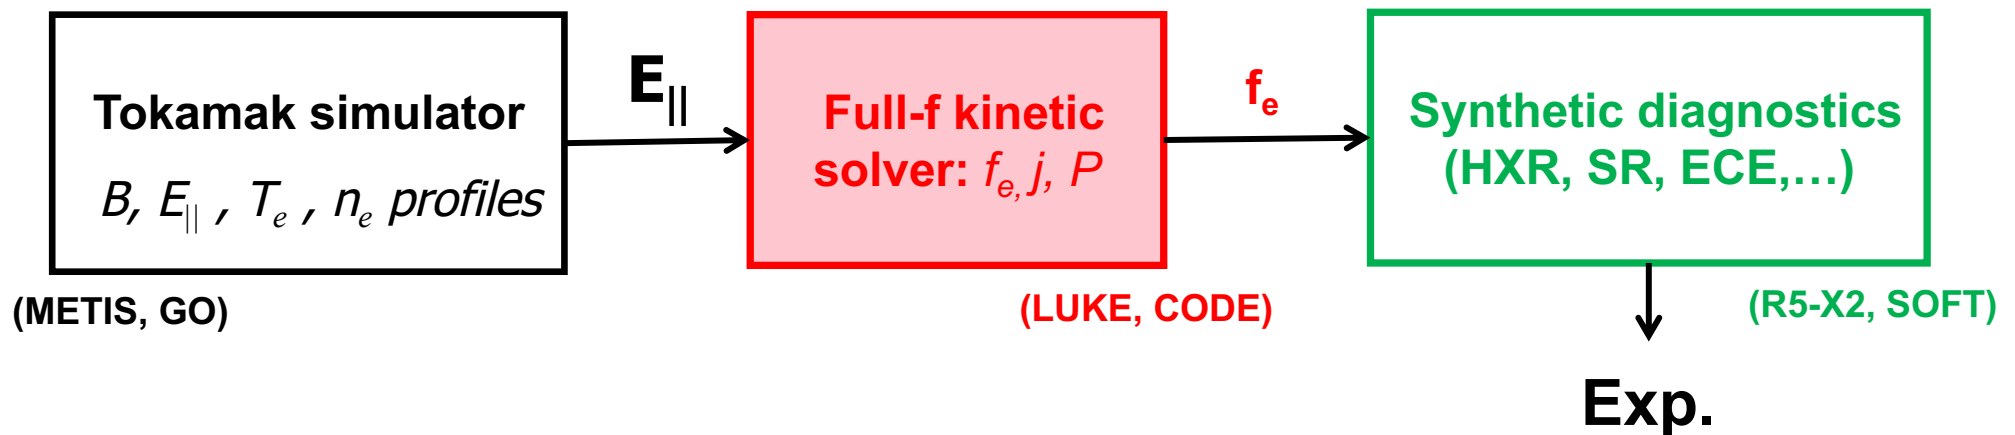 Tokamak simulator
B, E|| , Te , ne profiles
(METIS, GO)
E||
Full-f kinetic
solver: fe, j, P
(LUKE, CODE)
fe
Synthetic diagnostics
(HXR, SR, ECE,…)
(R5-X2, SOFT)
Exp.